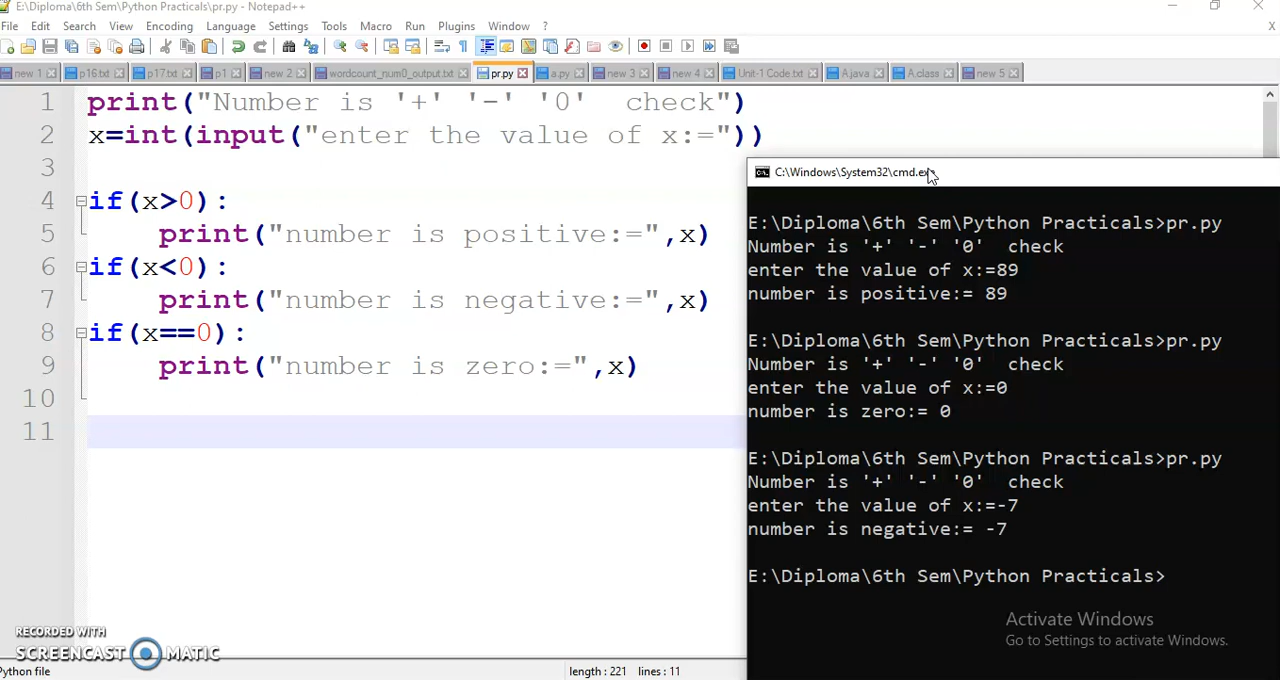 E:\Diploma\6th Sem\Python Practicals\pr.py - Notepad++
File Edit Search View Encoding Language Settings Tools Macro Run Plugins Window ? X
new 1 p16.txt p17.txt p1 new 2 wordcount_num0_output.txt pr.py a.py new 3 new 4 Unit-1 Code.txt A.java A.class new 5
1 print("Number is '+' '-' '0'  check")
2 x=int(input("enter the value of x:="))
3
4 if(x>0):
5     print("number is positive:=",x)
6 if(x<0):
7     print("number is negative:=",x)
8 if(x==0):
9     print("number is zero:=",x)
10
11
C:\Windows\System32\cmd.exe
E:\Diploma\6th Sem\Python Practicals>pr.py
Number is '+' '-' '0'  check
enter the value of x:=89
number is positive:= 89
E:\Diploma\6th Sem\Python Practicals>pr.py
Number is '+' '-' '0'  check
enter the value of x:=0
number is zero:= 0
E:\Diploma\6th Sem\Python Practicals>pr.py
Number is '+' '-' '0'  check
enter the value of x:=-7
number is negative:= -7
E:\Diploma\6th Sem\Python Practicals>
Activate Windows
Go to Settings to activate Windows.
RECORDED WITH
SCREENCAST MATIC
Python file length : 221 lines : 11